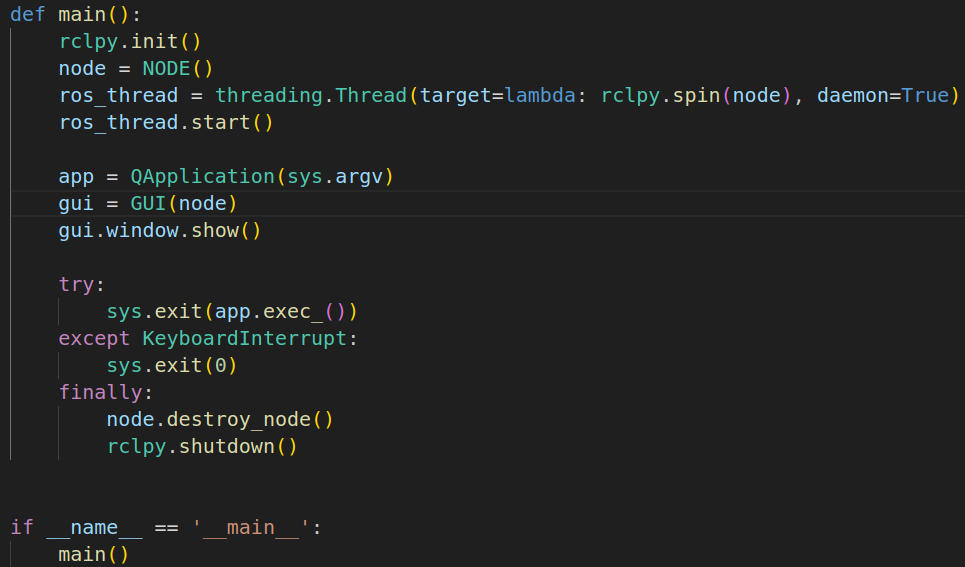 def main():
    rclpy.init()
    node = NODE()
    ros_thread = threading.Thread(target=lambda: rclpy.spin(node), daemon=True)
    ros_thread.start()

    app = QApplication(sys.argv)
    gui = GUI(node)
    gui.window.show()

    try:
        sys.exit(app.exec_())
    except KeyboardInterrupt:
        sys.exit(0)
    finally:
        node.destroy_node()
        rclpy.shutdown()


if __name__ == '__main__':
    main()